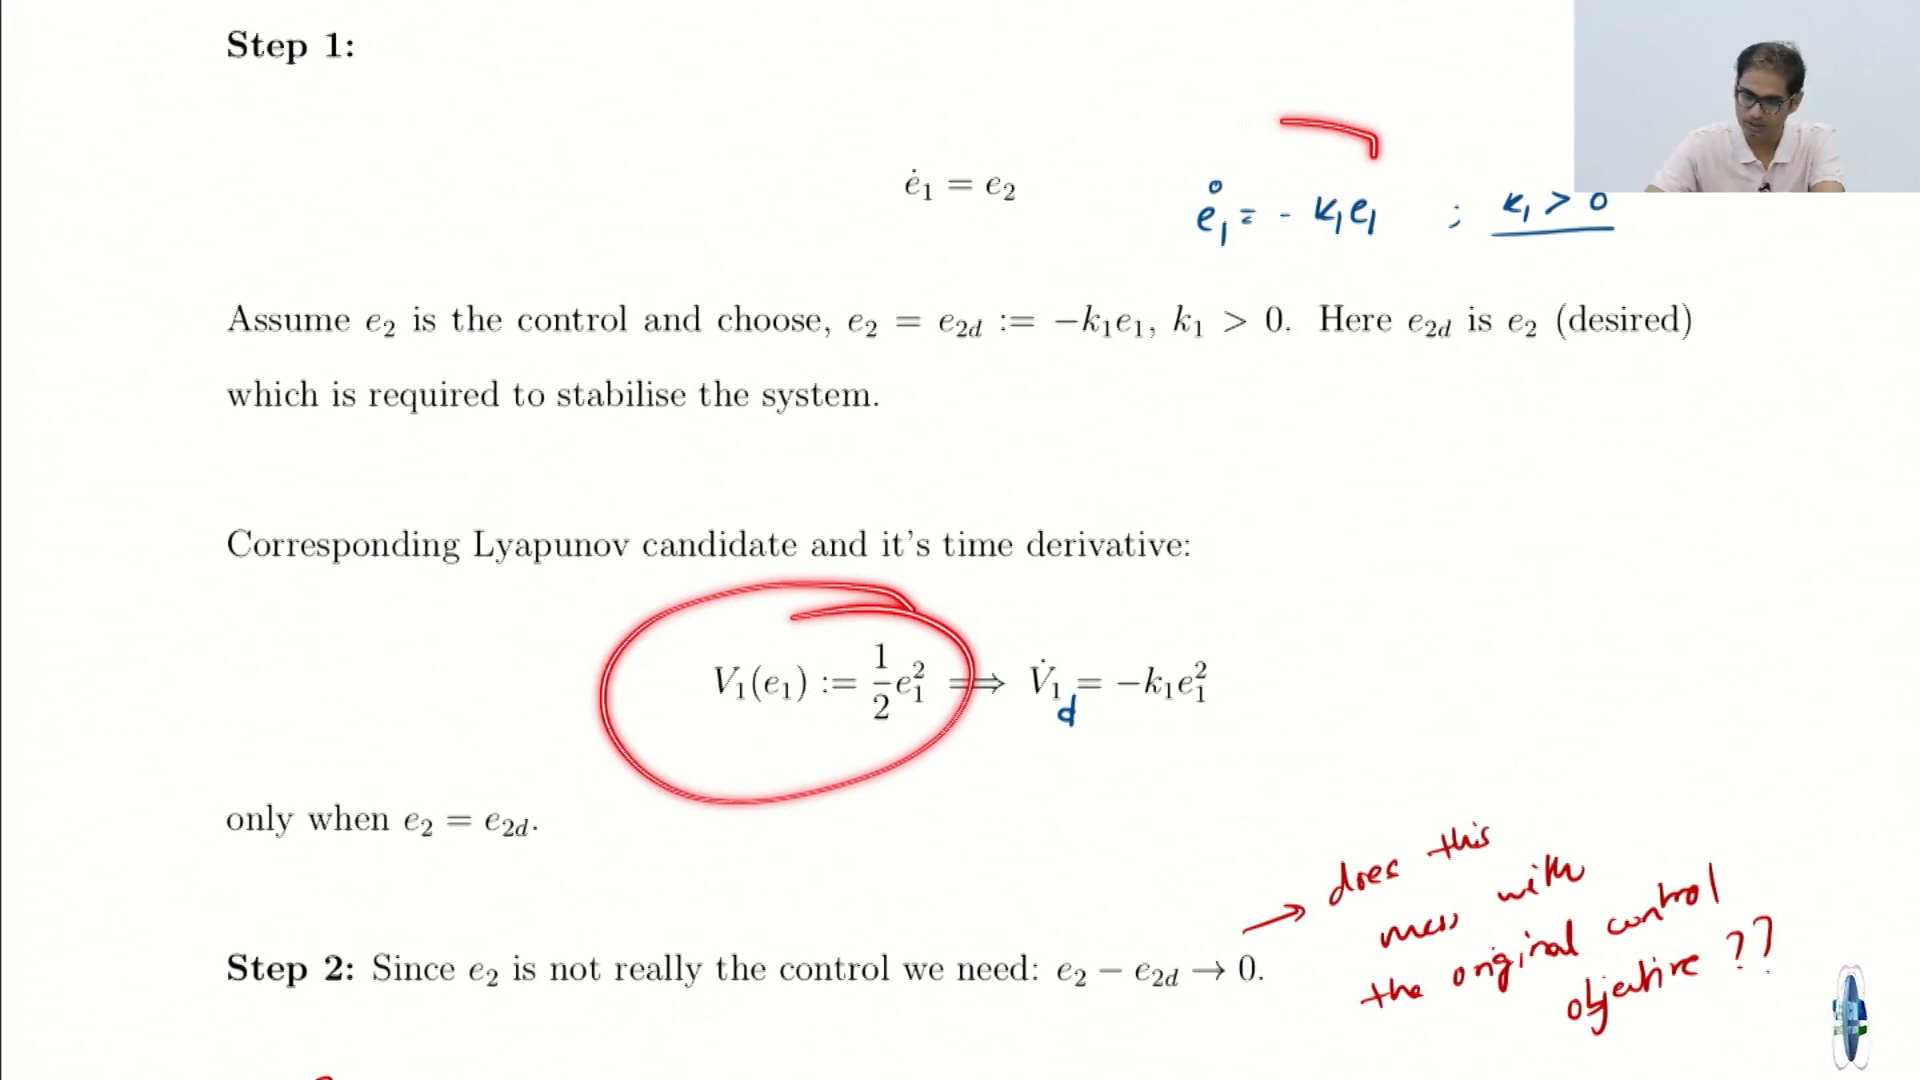 Step 1:
ė₁ = e₂
ė₁ = - k₁e₁ ; k₁ > 0
Assume e₂ is the control and choose, e₂ = e₂d := −k₁e₁, k₁ > 0. Here e₂d is e₂ (desired)
which is required to stabilise the system.
Corresponding Lyapunov candidate and it's time derivative:
V₁(e₁) := 1/2 e₁² ⟹ V̇₁d = −k₁e₁²
only when e₂ = e₂d.
Step 2: Since e₂ is not really the control we need: e₂ − e₂d → 0.
→ does this
mess with
the original control
objective ??